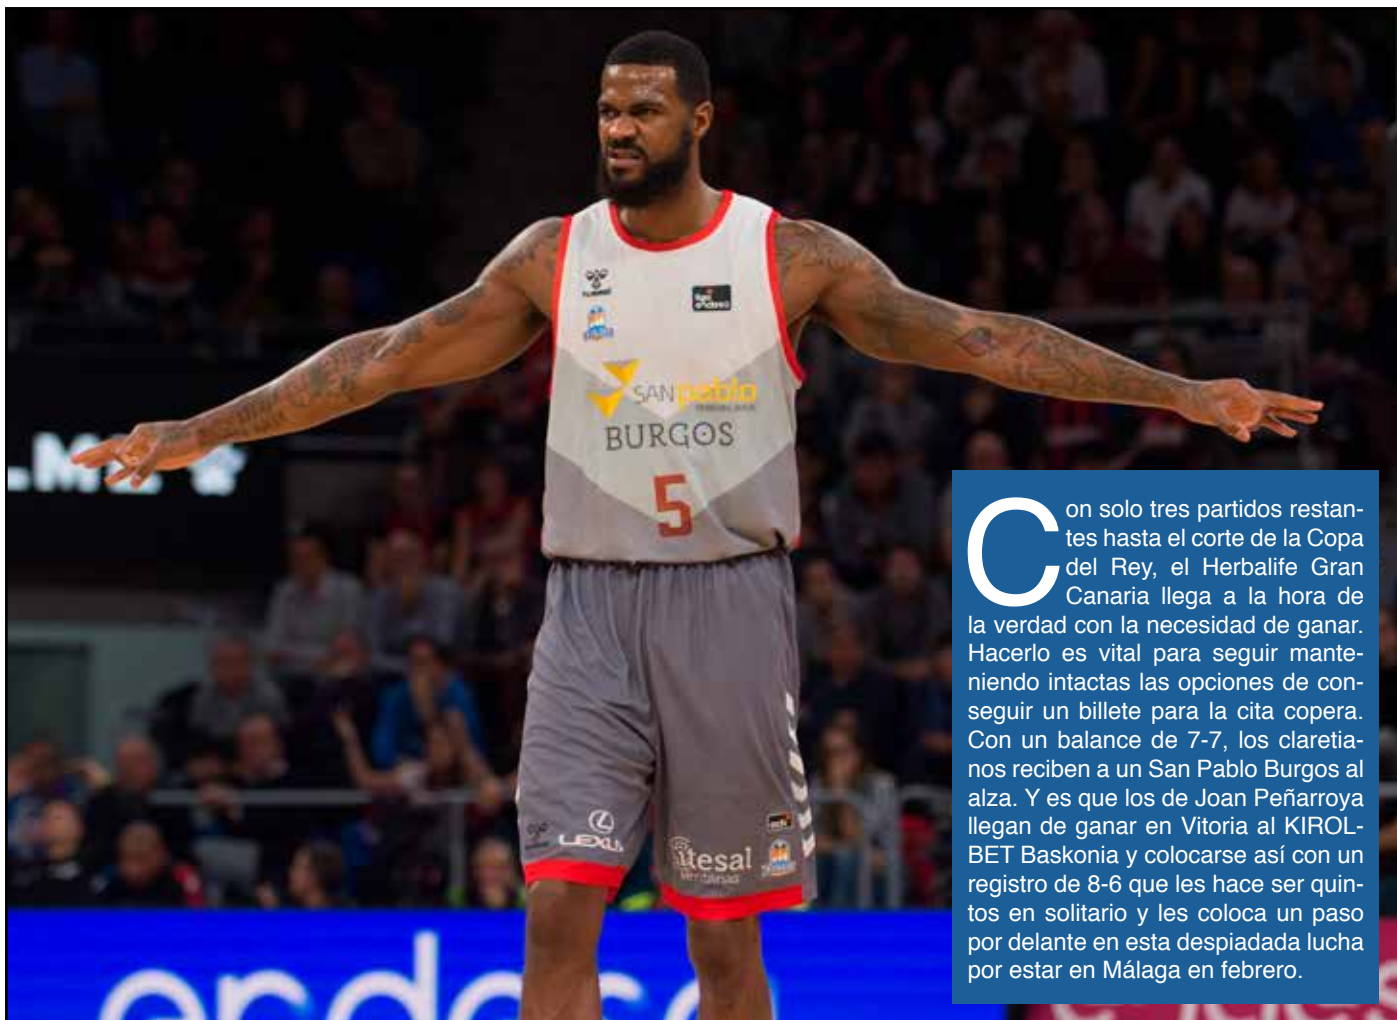 HUMMEL
liga
endesa
SAN pablo
BURGOS
5
LEXUS
itesal
endesa
Con solo tres partidos restan-
tes hasta el corte de la Copa
del Rey, el Herbalife Gran
Canaria llega a la hora de
la verdad con la necesidad de ganar.
Hacerlo es vital para seguir mante-
niendo intactas las opciones de con-
seguir un billete para la cita copera.
Con un balance de 7-7, los claretia-
nos reciben a un San Pablo Burgos al
alza. Y es que los de Joan Peñarroya
llegan de ganar en Vitoria al KIROL-
BET Baskonia y colocarse así con un
registro de 8-6 que les hace ser quin-
tos en solitario y les coloca un paso
por delante en esta despiadada lucha
por estar en Málaga en febrero.